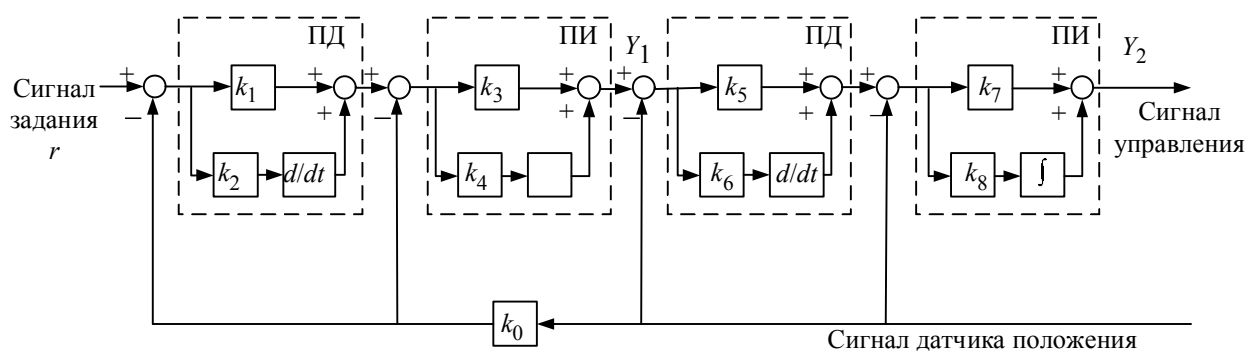 ПД
ПИ
Y1
ПД
ПИ
Y2
Сигнал
задания
r
+
−
k1
+
+
k2
d/dt
+
−
k3
+
+
k4
+
−
k5
+
+
k6
d/dt
+
−
k7
+
+
k8
∫
Сигнал
управления
k0
Сигнал датчика положения